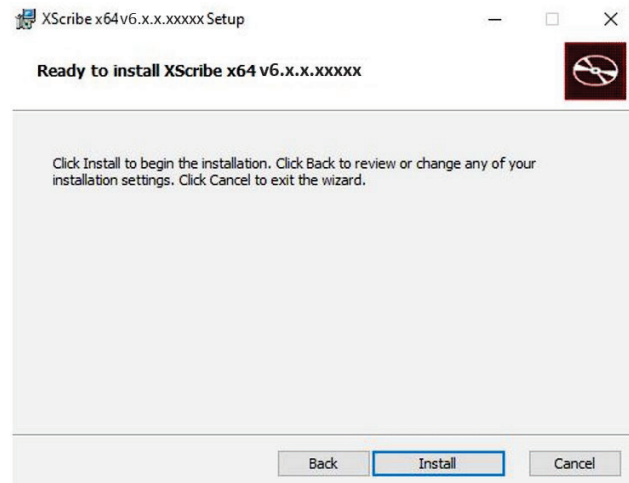 XScribe x64 v6.x.x.xxxxx Setup
Ready to install XScribe x64 v6.x.x.xxxxx
Click Install to begin the installation. Click Back to review or change any of your
installation settings. Click Cancel to exit the wizard.
Back Install Cancel